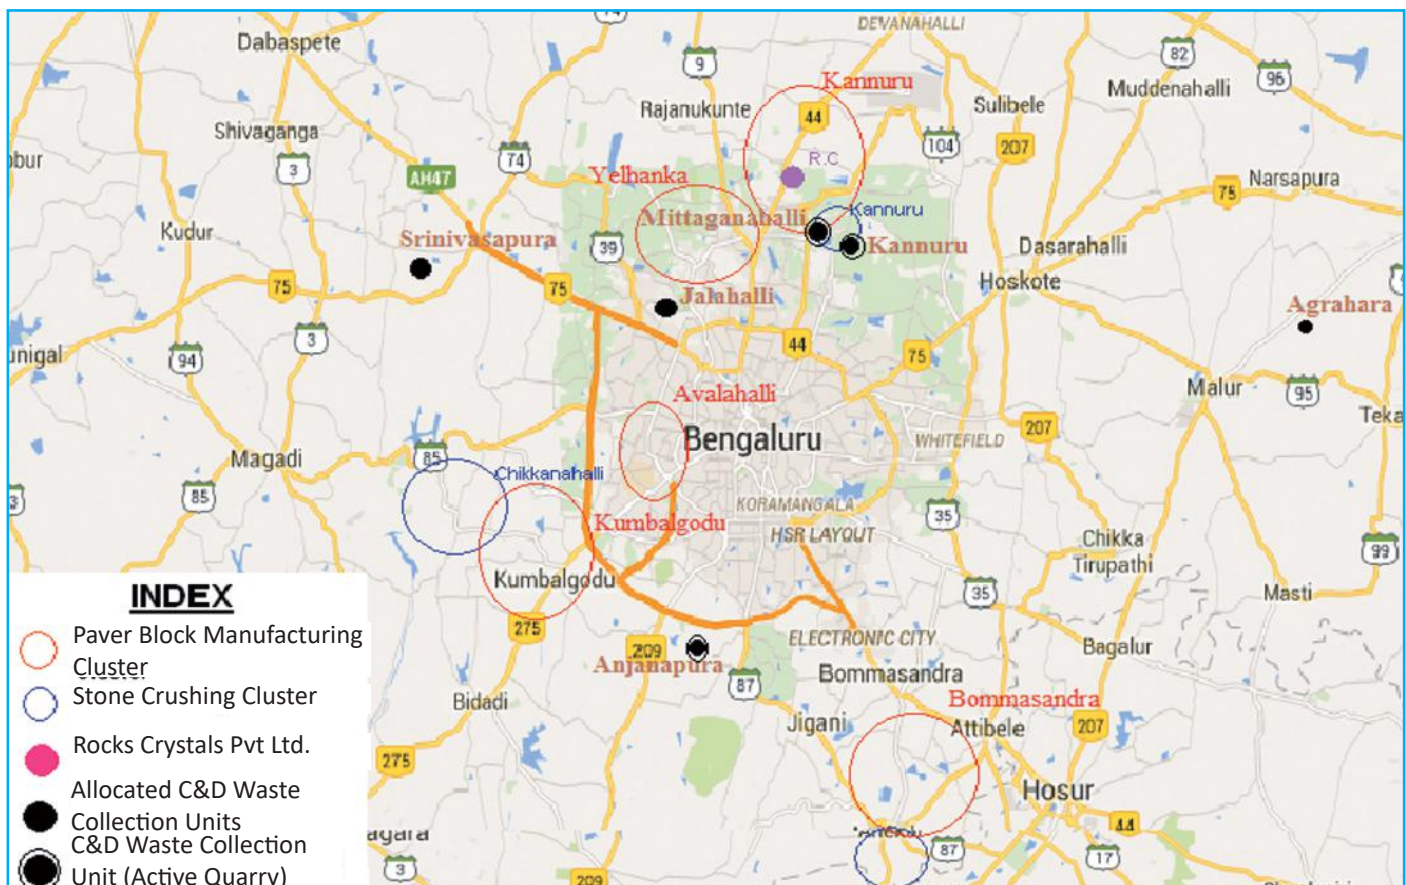 DEVANAHALLI
74
Dabaspete
9
82
96
Kannuru
Muddenahalli
Rajanukunte
44
Sulibele
Shivaganga
74
104
207
R.C
3
AH47
Yelhanka
75
Narsapura
Mittaganahalli
Kannuru
Kudur
Srinivasapura
39
Kannuru
Dasarahalli
75
75
Hoskote
Jalahalli
Agrahara
3
44
94
75
Malur
95
Avalahalli
207
Bengaluru
WHITEFIELD
Magadi
85
Chikkanahalli
85
3
KORAMANGALA
35
Kumbalgodu
HSR LAYOUT
Chikka
Tirupathi
99
Kumbalgodu
35
Masti
INDEX
275
Paver Block Manufacturing
Cluster
ELECTRONIC CITY
209
Bagalur
Anjanapura
87
Bommasandra
Stone Crushing Cluster
Bidadi
Bommasandra
Jigani
Attibele
207
Rocks Crystals Pvt Ltd.
275
Allocated C&D Waste
Collection Units
Hosur
44
C&D Waste Collection
Unit (Active Quarry)
87
17
3
209